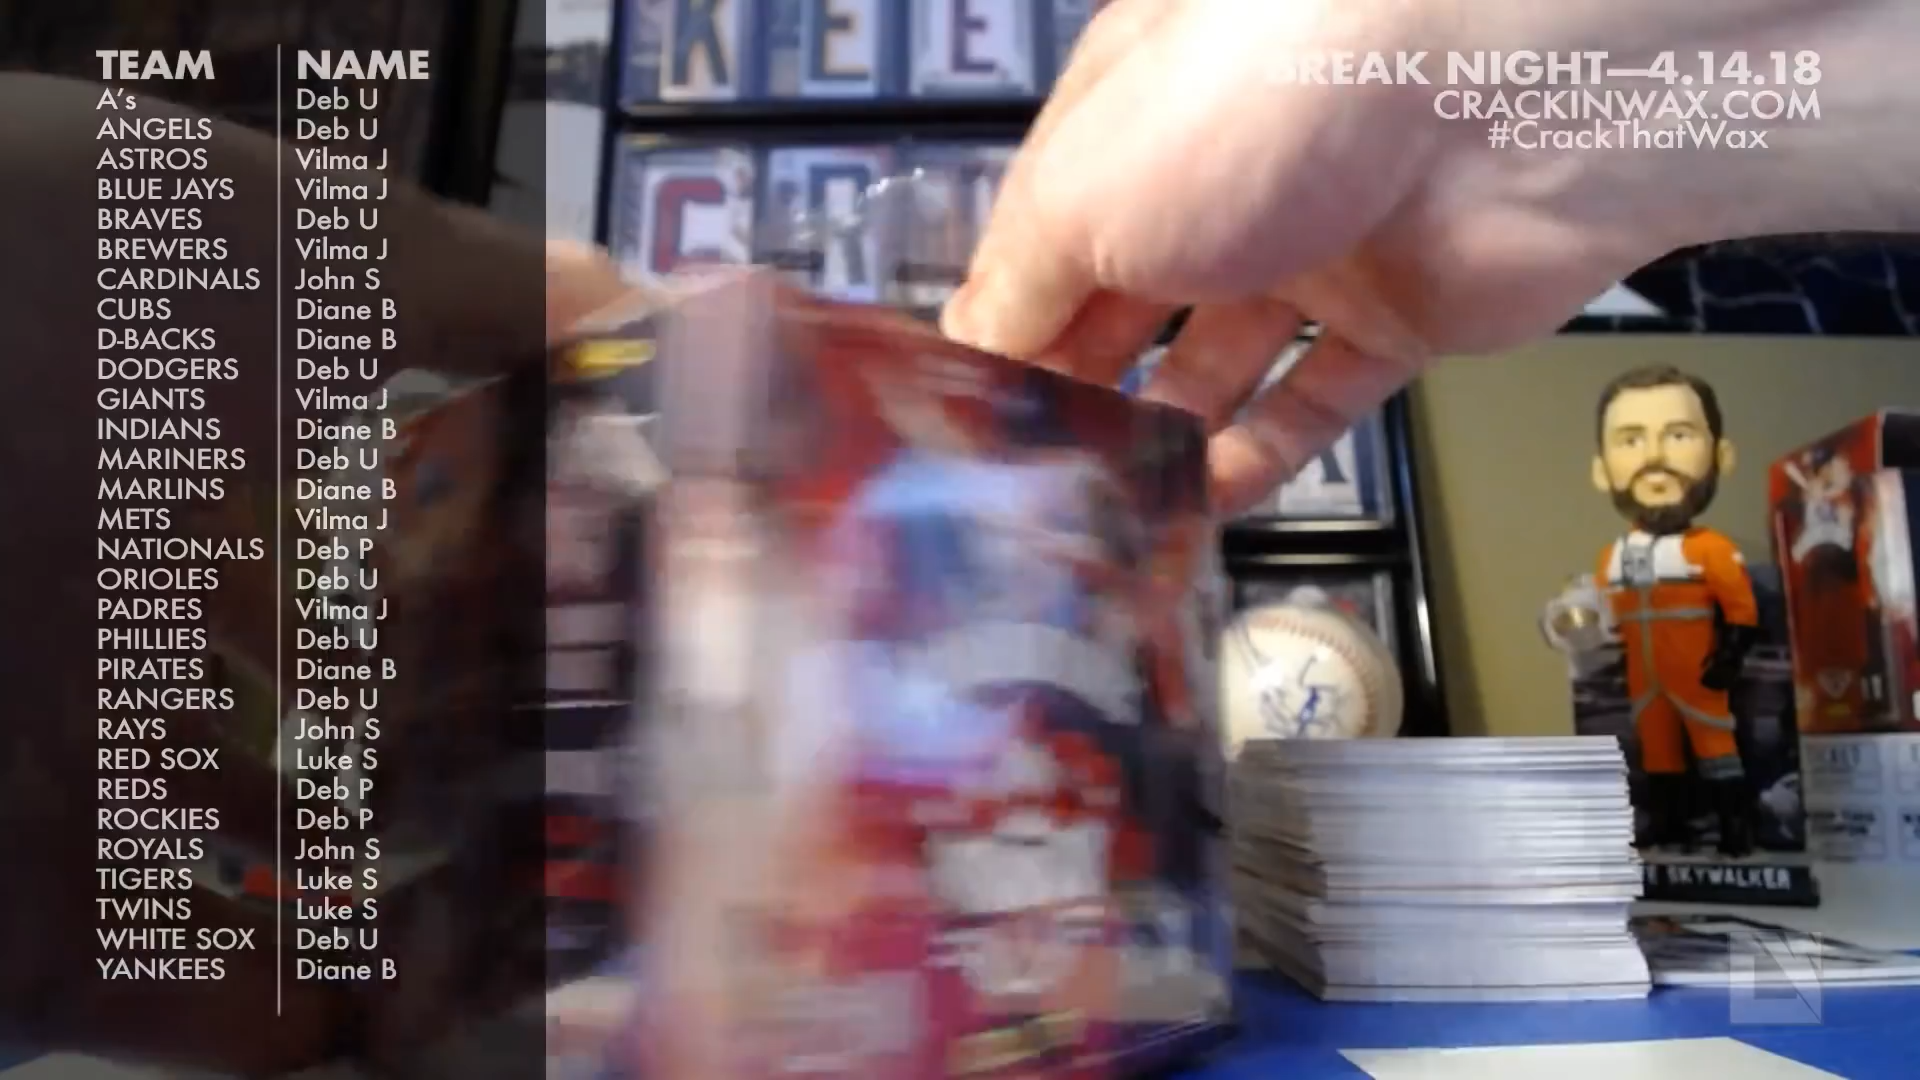 TEAM NAME
A's Deb U
ANGELS Deb U
ASTROS Vilma J
BLUE JAYS Vilma J
BRAVES Deb U
BREWERS Vilma J
CARDINALS John S
CUBS Diane B
D-BACKS Diane B
DODGERS Deb U
GIANTS Vilma J
INDIANS Diane B
MARINERS Deb U
MARLINS Diane B
METS Vilma J
NATIONALS Deb P
ORIOLES Deb U
PADRES Vilma J
PHILLIES Deb U
PIRATES Diane B
RANGERS Deb U
RAYS John S
RED SOX Luke S
REDS Deb P
ROCKIES Deb P
ROYALS John S
TIGERS Luke S
TWINS Luke S
WHITE SOX Deb U
YANKEES Diane B
BREAK NIGHT—4.14.18
CRACKINWAX.COM
#CrackThatWax
K E E
C R
SKYWALKER